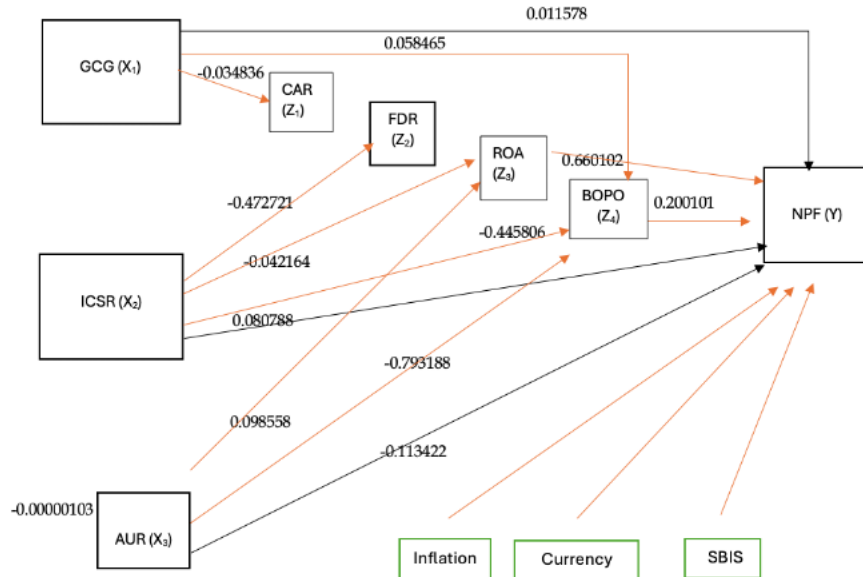 0.011578
GCG (X₁)
0.058465
-0.034836
CAR
(Z₁)
FDR
(Z₂)
ROA
(Z₃)
0.660102
BOPO
(Z₄)
0.200101
NPF (Y)
-0.472721
-0.445806
-0.042164
ICSR (X₂)
0.080788
-0.793188
0.098558
-0.113422
-0.00000103
AUR (X₃)
Inflation
Currency
SBIS